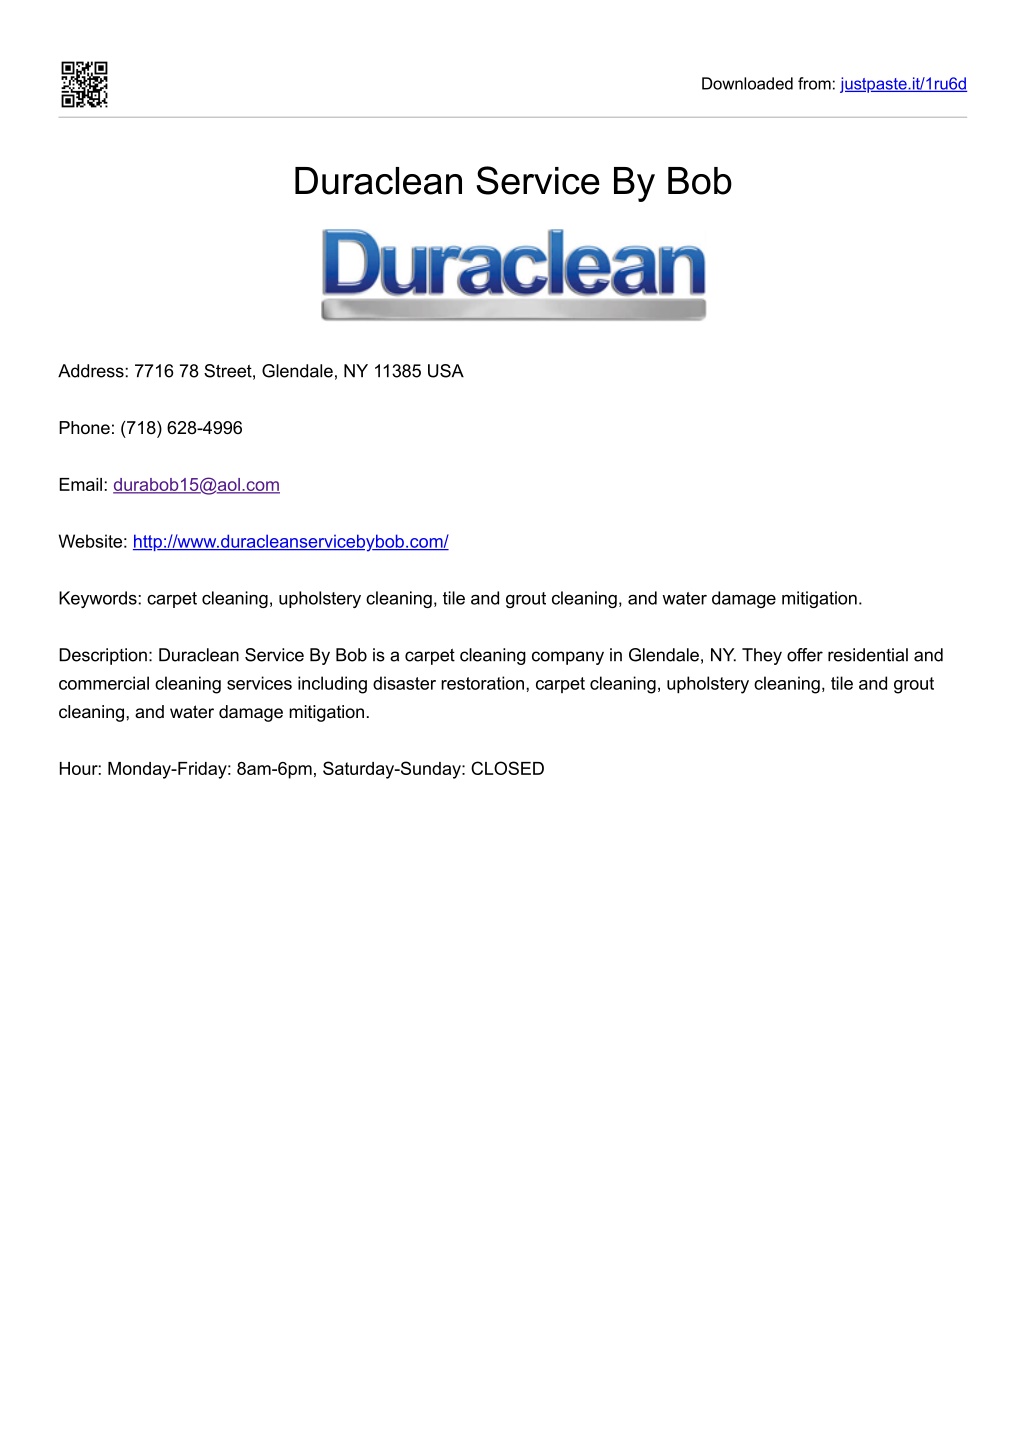 Downloaded from: justpaste.it/1ru6d
Duraclean Service By Bob
Duraclean
Address: 7716 78 Street, Glendale, NY 11385 USA
Phone: (718) 628-4996
Email: durabob15@aol.com
Website: http://www.duracleanservicebybob.com/
Keywords: carpet cleaning, upholstery cleaning, tile and grout cleaning, and water damage mitigation.
Description: Duraclean Service By Bob is a carpet cleaning company in Glendale, NY. They offer residential and
commercial cleaning services including disaster restoration, carpet cleaning, upholstery cleaning, tile and grout
cleaning, and water damage mitigation.
Hour: Monday-Friday: 8am-6pm, Saturday-Sunday: CLOSED